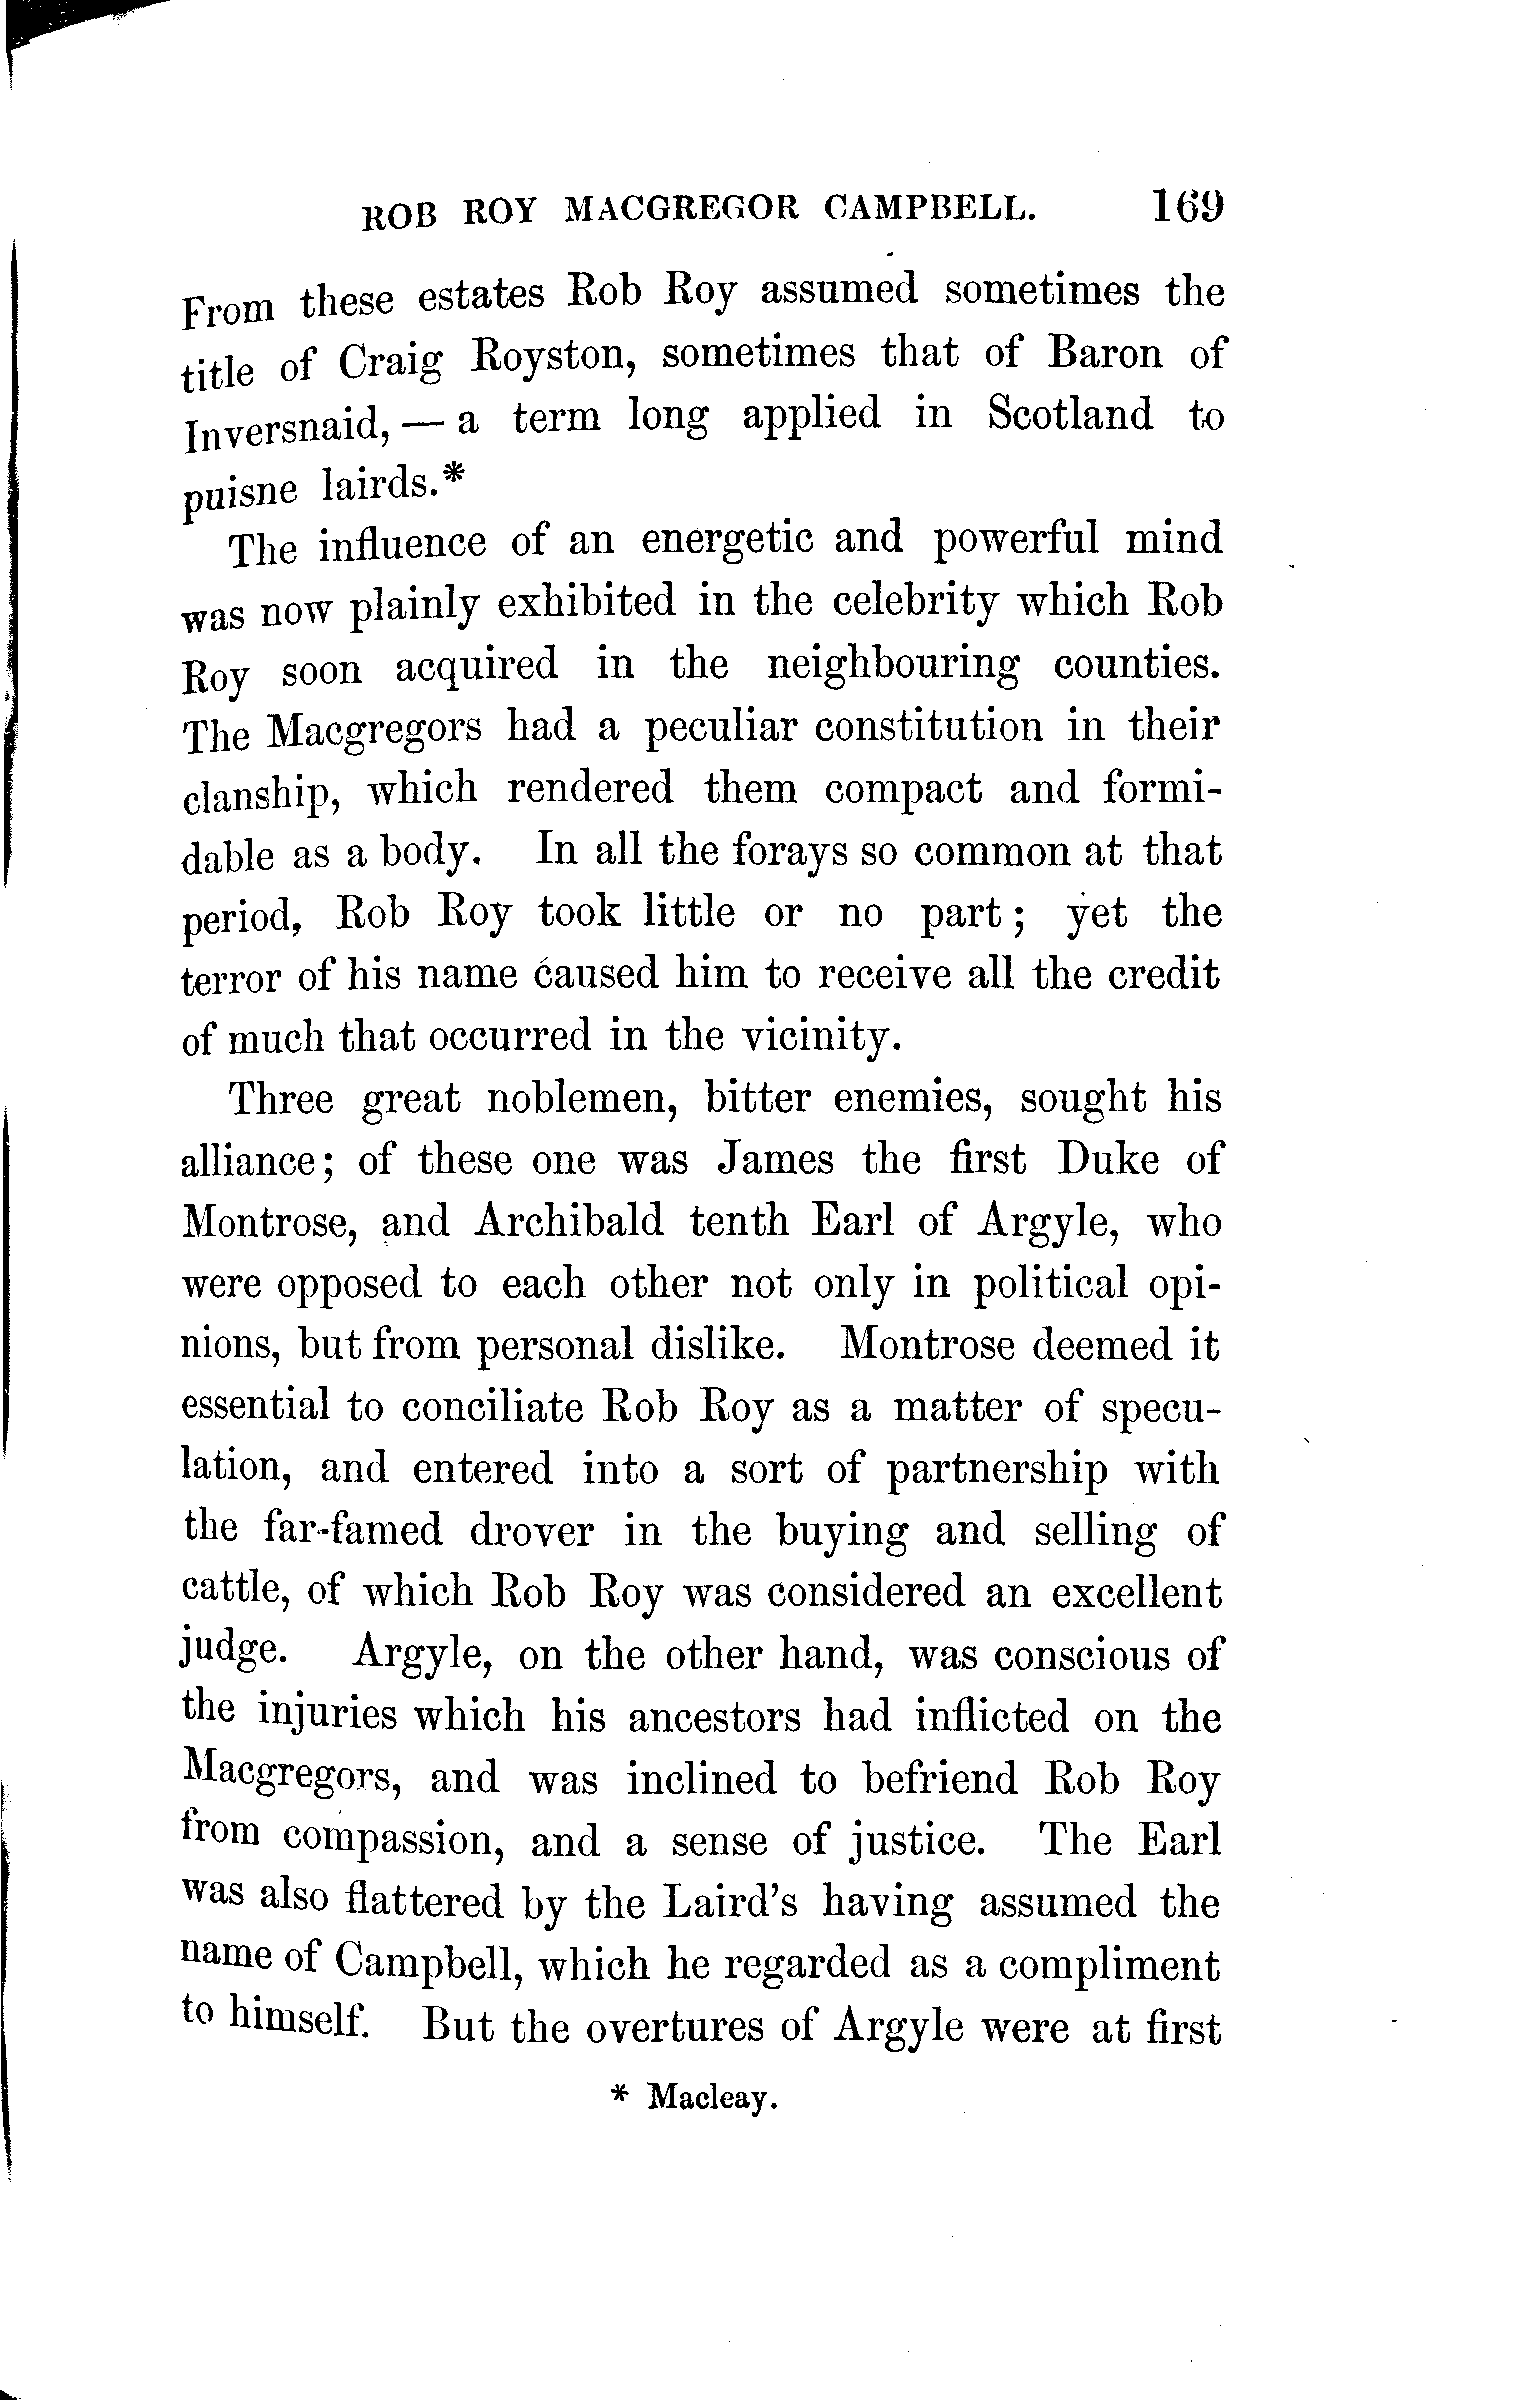 ROB ROY MACGREGOR CAMPBELL. 169
From these estates Rob Roy assumed sometimes the
title of Craig Royston, sometimes that of Baron of
Inversnaid, — a term long applied in Scotland to
puisne lairds.*
The influence of an energetic and powerful mind
was now plainly exhibited in the celebrity which Rob
Roy soon acquired in the neighbouring counties.
The Macgregors had a peculiar constitution in their
clanship, which rendered them compact and formi-
dable as a body. In all the forays so common at that
period, Rob Roy took little or no part; yet the
terror of his name caused him to receive all the credit
of much that occurred in the vicinity.
Three great noblemen, bitter enemies, sought his
alliance; of these one was James the first Duke of
Montrose, and Archibald tenth Earl of Argyle, who
were opposed to each other not only in political opi-
nions, but from personal dislike. Montrose deemed it
essential to conciliate Rob Roy as a matter of specu-
lation, and entered into a sort of partnership with
the far-famed drover in the buying and selling of
cattle, of which Rob Roy was considered an excellent
judge. Argyle, on the other hand, was conscious of
the injuries which his ancestors had inflicted on the
Macgregors, and was inclined to befriend Rob Roy
from compassion, and a sense of justice. The Earl
was also flattered by the Laird's having assumed the
name of Campbell, which he regarded as a compliment
to himself. But the overtures of Argyle were at first
* Macleay.